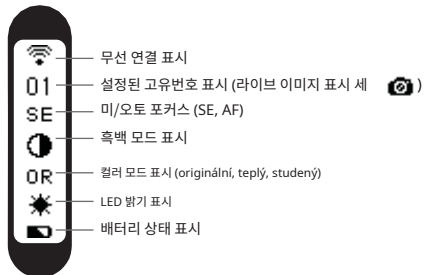 무선 연결 표시
01 설정된 고유번호 표시 (라이브 이미지 표시 세 )
SE 미/오토 포커스 (SE, AF)
흑백 모드 표시
OR 컬러 모드 표시 (originální, teplý, studený)
LED 밝기 표시
배터리 상태 표시